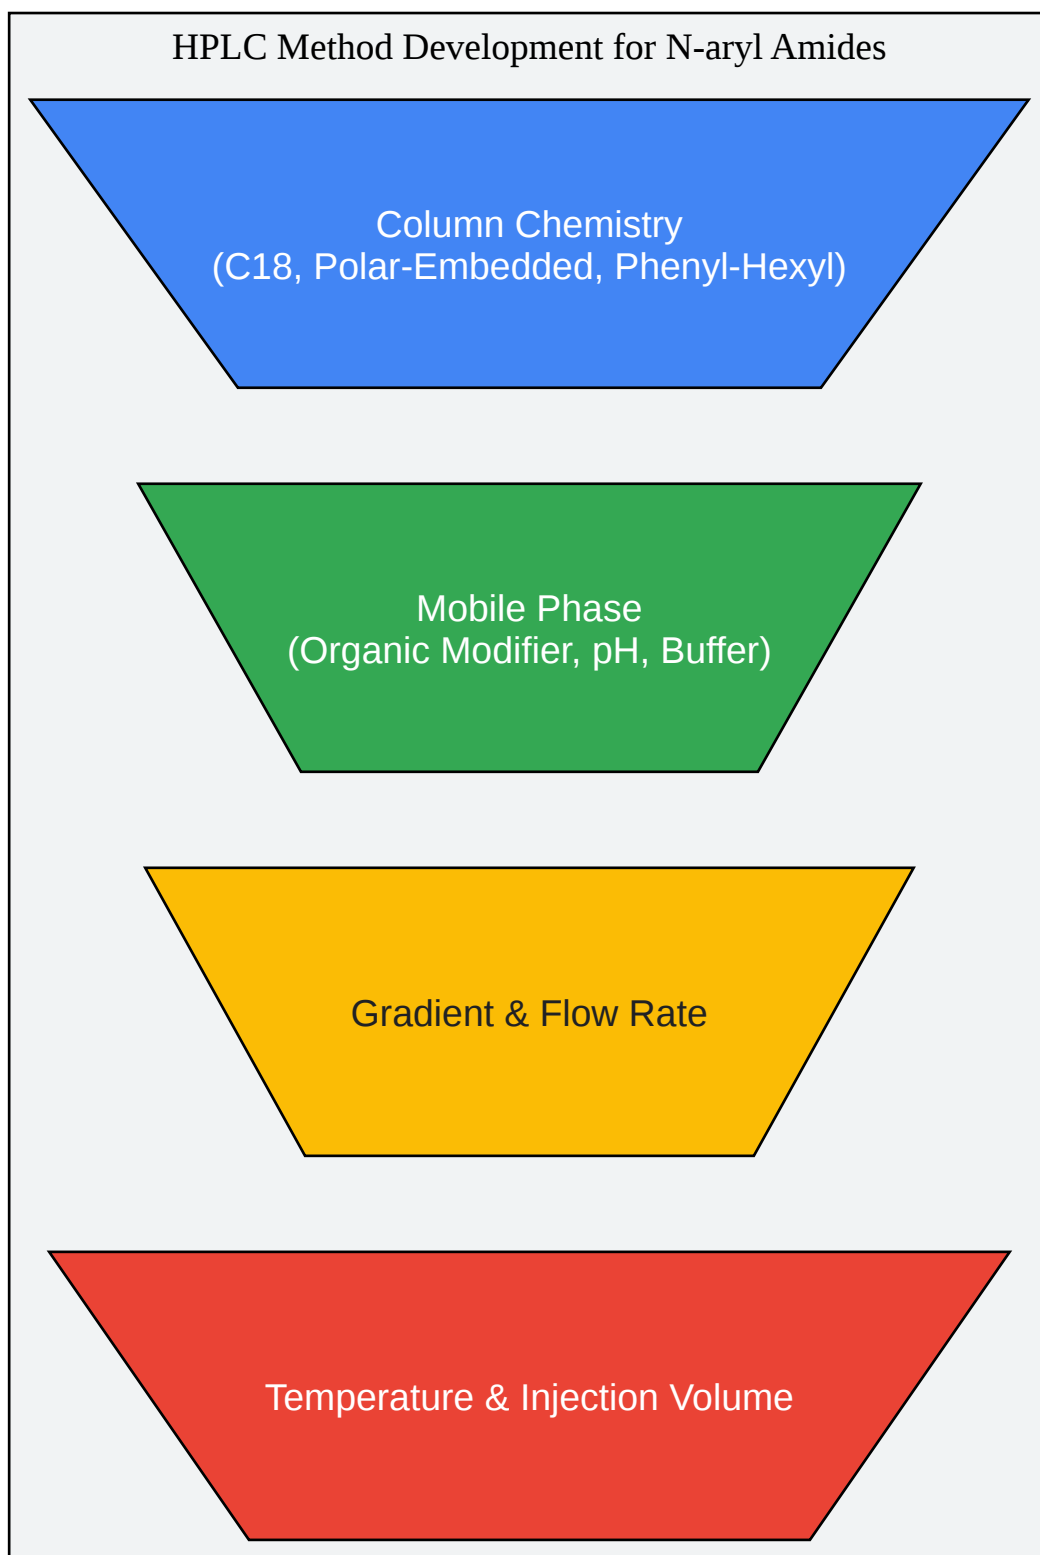 HPLC Method Development for N-aryl Amides
Column Chemistry
(C18, Polar-Embedded, Phenyl-Hexyl)
Mobile Phase
(Organic Modifier, pH, Buffer)
Gradient & Flow Rate
Temperature & Injection Volume